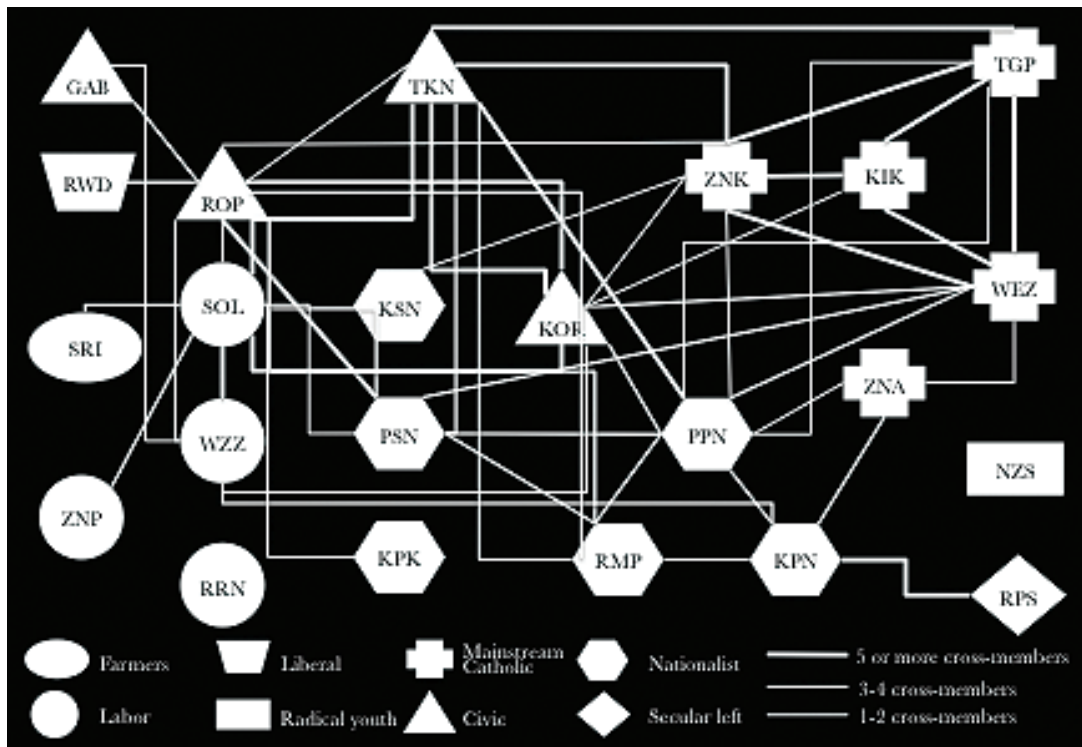 GAB
TKN
TGP
RWD
ROP
ZNK
KIK
SOL
KSN
KOR
WEZ
SRI
ZNA
WZZ
PSN
PPN
NZS
ZNP
KPK
RMP
KPN
RRN
RPS
Farmers
Liberal
Mainstream
Catholic
Nationalist
5 or more cross-members
3-4 cross-members
Labor
Radical youth
Civic
Secular left
1-2 cross-members